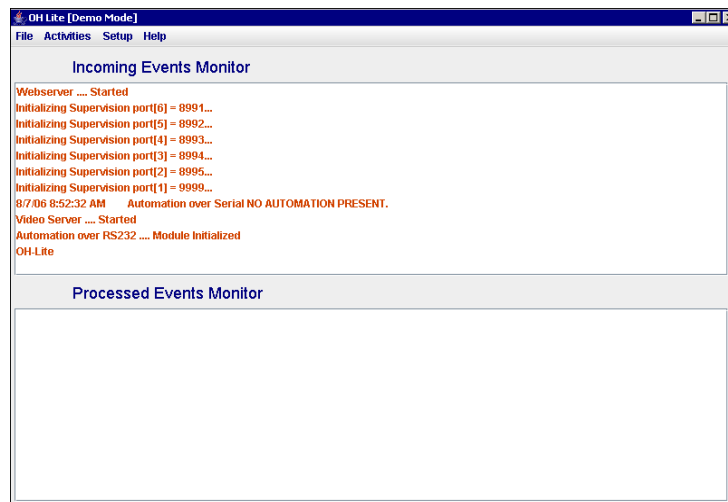 OH Lite [Demo Mode]
File Activities Setup Help
Incoming Events Monitor
Webserver .... Started
Initializing Supervision port[6] = 8991...
Initializing Supervision port[5] = 8992...
Initializing Supervision port[4] = 8993...
Initializing Supervision port[3] = 8994...
Initializing Supervision port[2] = 8995...
Initializing Supervision port[1] = 9999...
8/7/06 8:52:32 AM Automation over Serial NO AUTOMATION PRESENT.
Video Server .... Started
Automation over RS232 .... Module Initialized
OH-Lite
Processed Events Monitor